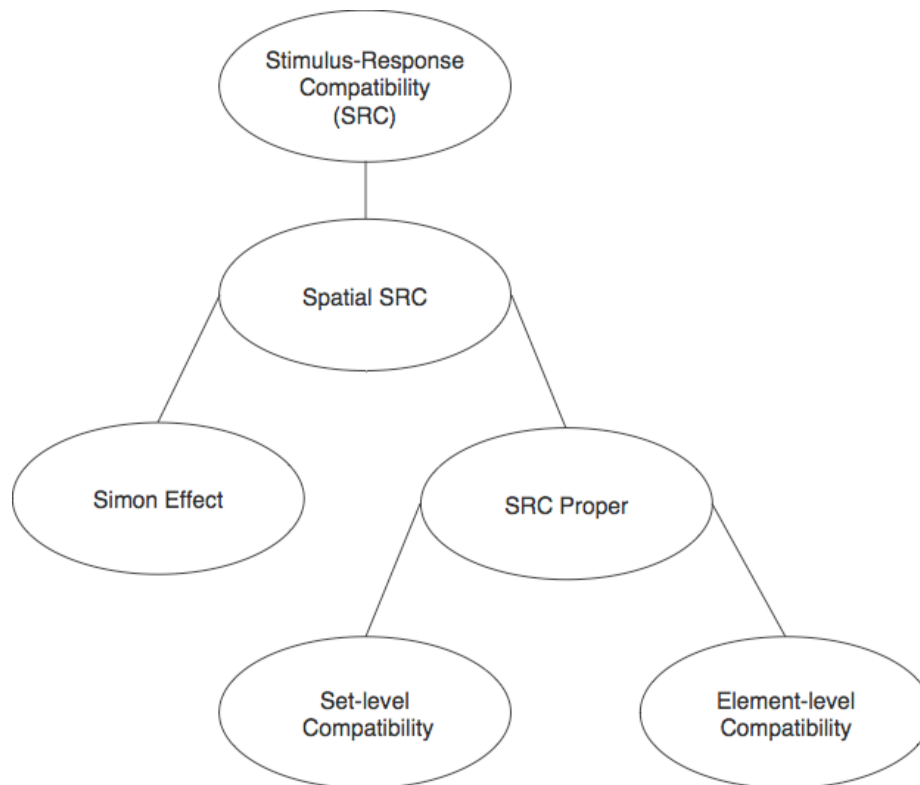 Stimulus-Response
Compatibility
(SRC)
Spatial SRC
Simon Effect
SRC Proper
Set-level
Compatibility
Element-level
Compatibility